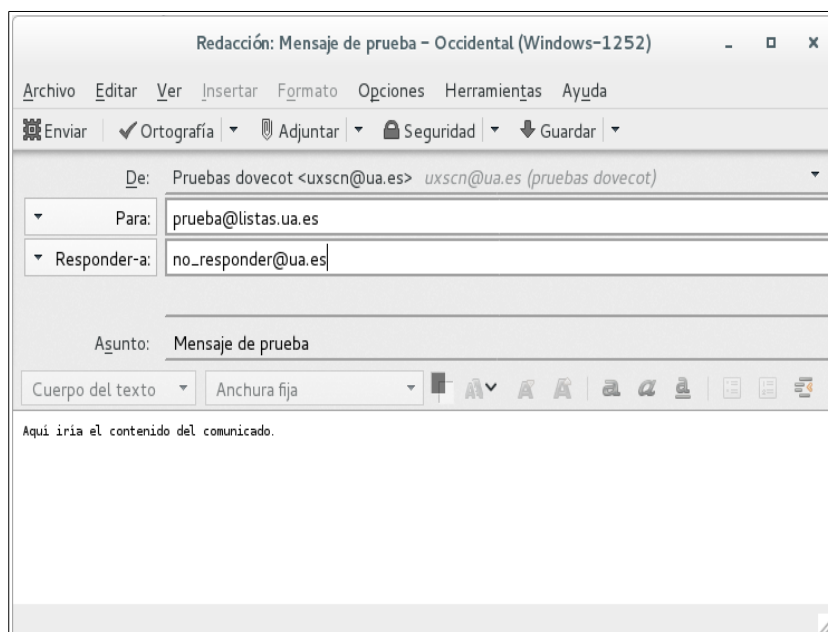 Redacción: Mensaje de prueba - Occidental (Windows-1252)
Archivo Editar Ver Insertar Formato Opciones Herramientas Ayuda
Enviar Ortografía Adjuntar Seguridad Guardar
De: Pruebas dovecot <uxscn@ua.es> uxscn@ua.es (pruebas dovecot)
Para: prueba@listas.ua.es
Responder-a: no_responder@ua.es
Asunto: Mensaje de prueba
Cuerpo del texto Anchura fija A A A a a a
Aquí iría el contenido del comunicado.